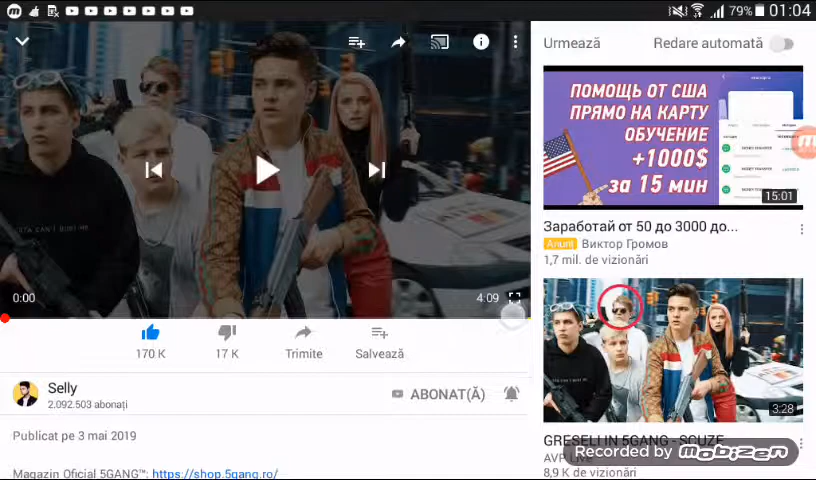 79% 01:04
0:00
4:09
170 K
17 K
Trimite
Salvează
Selly
2.092.503 abonați
ABONAT(Ă)
Publicat pe 3 mai 2019
Magazin Oficial 5GANG™: https://shop.5gang.ro/
Urmează
Redare automată
ПОМОЩЬ ОТ США
ПРЯМО НА КАРТУ
ОБУЧЕНИЕ
+1000$
за 15 мин
15:01
Заработай от 50 до 3000 до...
Anunț Виктор Громов
1,7 mil. de vizionări
3:28
GRESELI IN 5GANG - SCUZE
AVP LIVE
8,9 K de vizionări
Recorded by mobizen